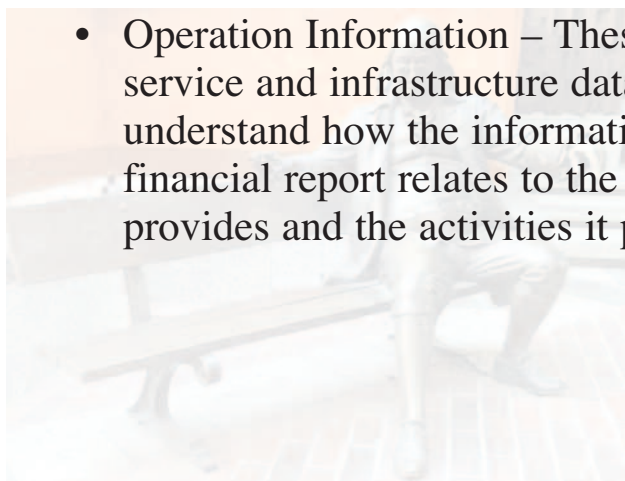 • Operation Information – Thes
service and infrastructure dat
understand how the informati
financial report relates to the
provides and the activities it p